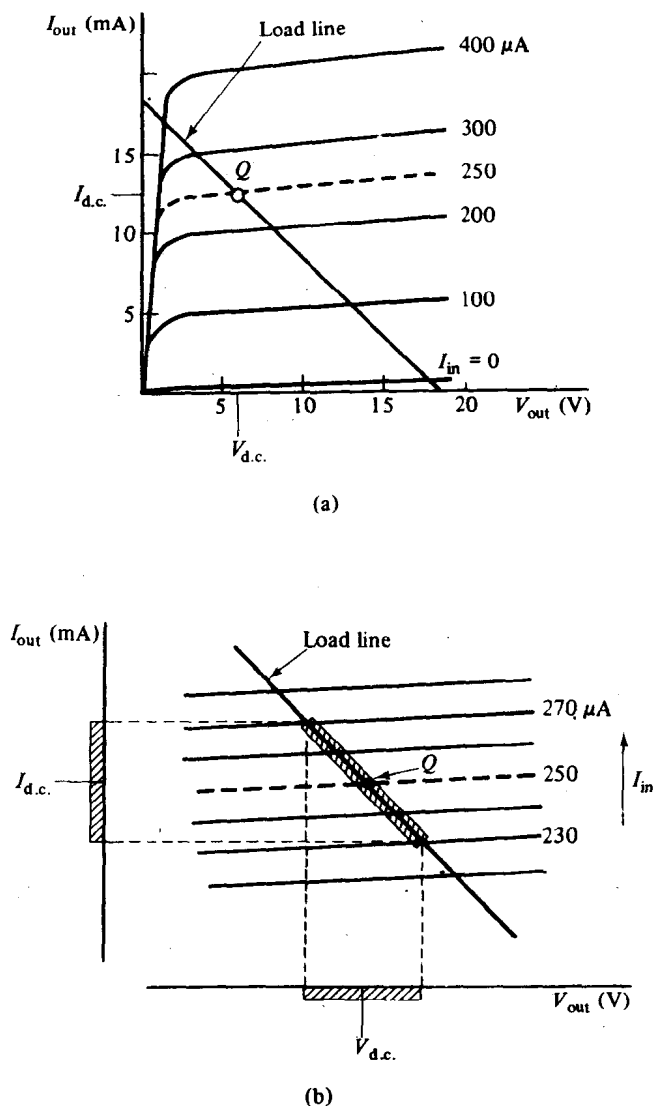 I_out (mA)
Load line
400 μA
300
15
Q
250
I_d.c.
200
10
100
5
I_in = 0
5
10
15
20
V_out (V)
V_d.c.
(a)
I_out (mA)
Load line
270 μA
Q
I_d.c.
250
I_in
230
V_out (V)
V_d.c.
(b)